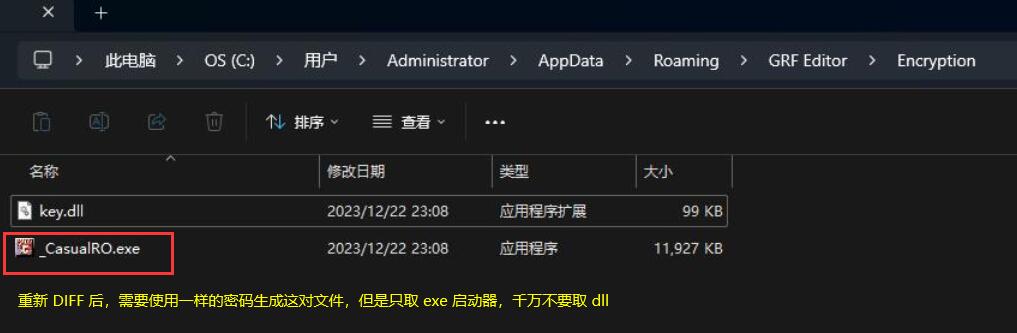 此电脑 OS (C:) 用户 Administrator AppData Roaming GRF Editor Encryption
排序 查看
名称 修改日期 类型 大小
key.dll 2023/12/22 23:08 应用程序扩展 99 KB
_CasualRO.exe 2023/12/22 23:08 应用程序 11,927 KB
重新 DIFF 后，需要使用一样的密码生成这对文件，但是只取 exe 启动器，千万不要取 dll